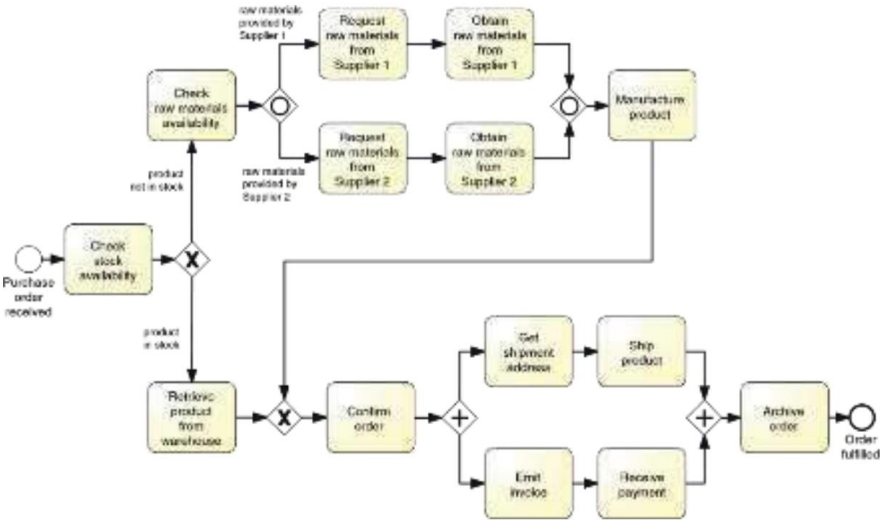 raw materials
provided by
Supplier 1
Request
raw materials
from
Supplier 1
Obtain
raw materials
from
Supplier 1
Check
raw materials
availability
Manufacture
product
raw materials
provided by
Supplier 2
Request
raw materials
from
Supplier 2
Obtain
raw materials
from
Supplier 2
product
not in stock
Purchase
order
received
Check
stock
availability
X
product
in stock
Retrieve
product
from
warehouse
X
Confirm
order
+
Get
shipment
address
Ship
product
Emit
invoice
Receive
payment
+
Archive
order
Order
fulfilled